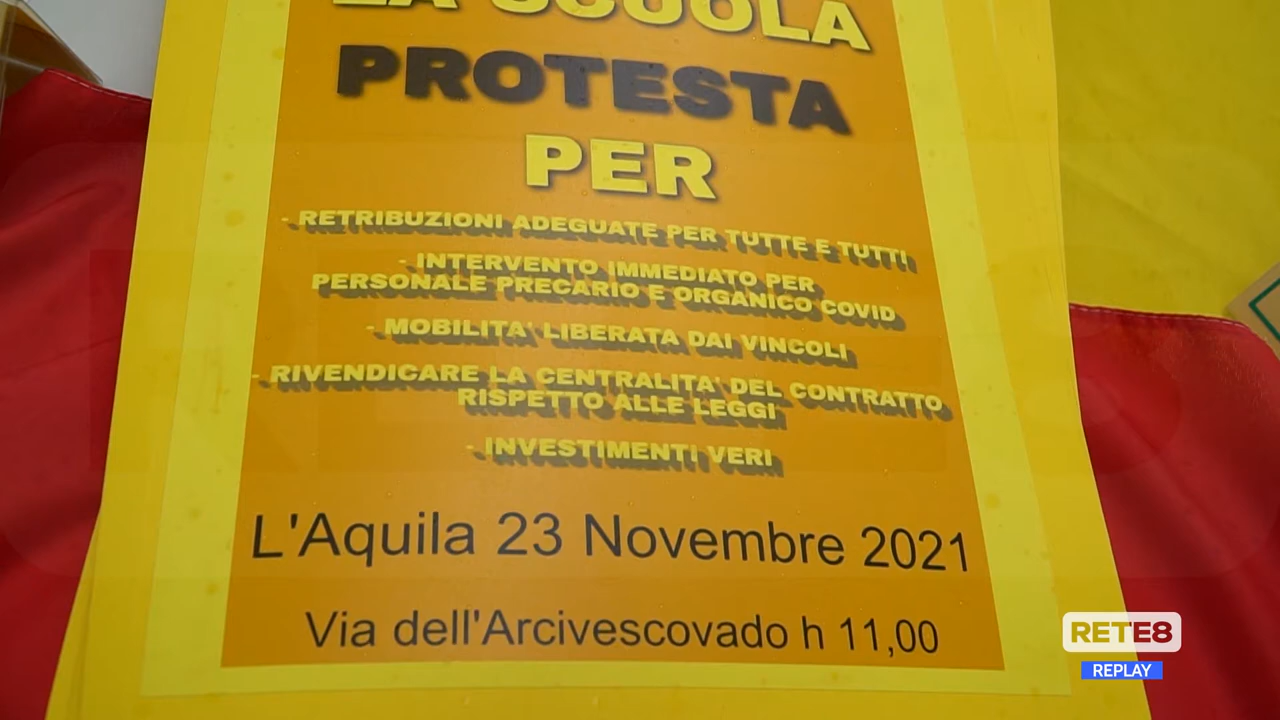 LA SCUOLA
PROTESTA
PER
- RETRIBUZIONI ADEGUATE PER TUTTE E TUTTI
- INTERVENTO IMMEDIATO PER
PERSONALE PRECARIO E ORGANICO COVID
- MOBILITA' LIBERATA DAI VINCOLI
- RIVENDICARE LA CENTRALITA' DEL CONTRATTO
RISPETTO ALLE LEGGI
- INVESTIMENTI VERI
L'Aquila 23 Novembre 2021
Via dell'Arcivescovado h 11,00
RETE8
REPLAY